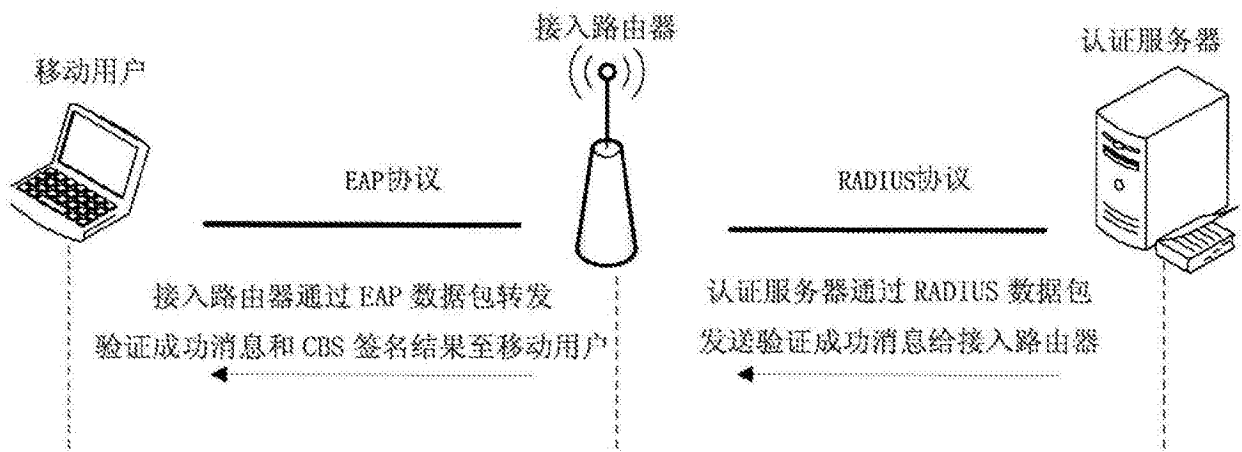 移动用户
接入路由器
认证服务器
EAP协议
RADIUS协议
接入路由器通过 EAP 数据包转发
验证成功消息和 CBS 签名结果至移动用户
认证服务器通过 RADIUS 数据包
发送验证成功消息给接入路由器